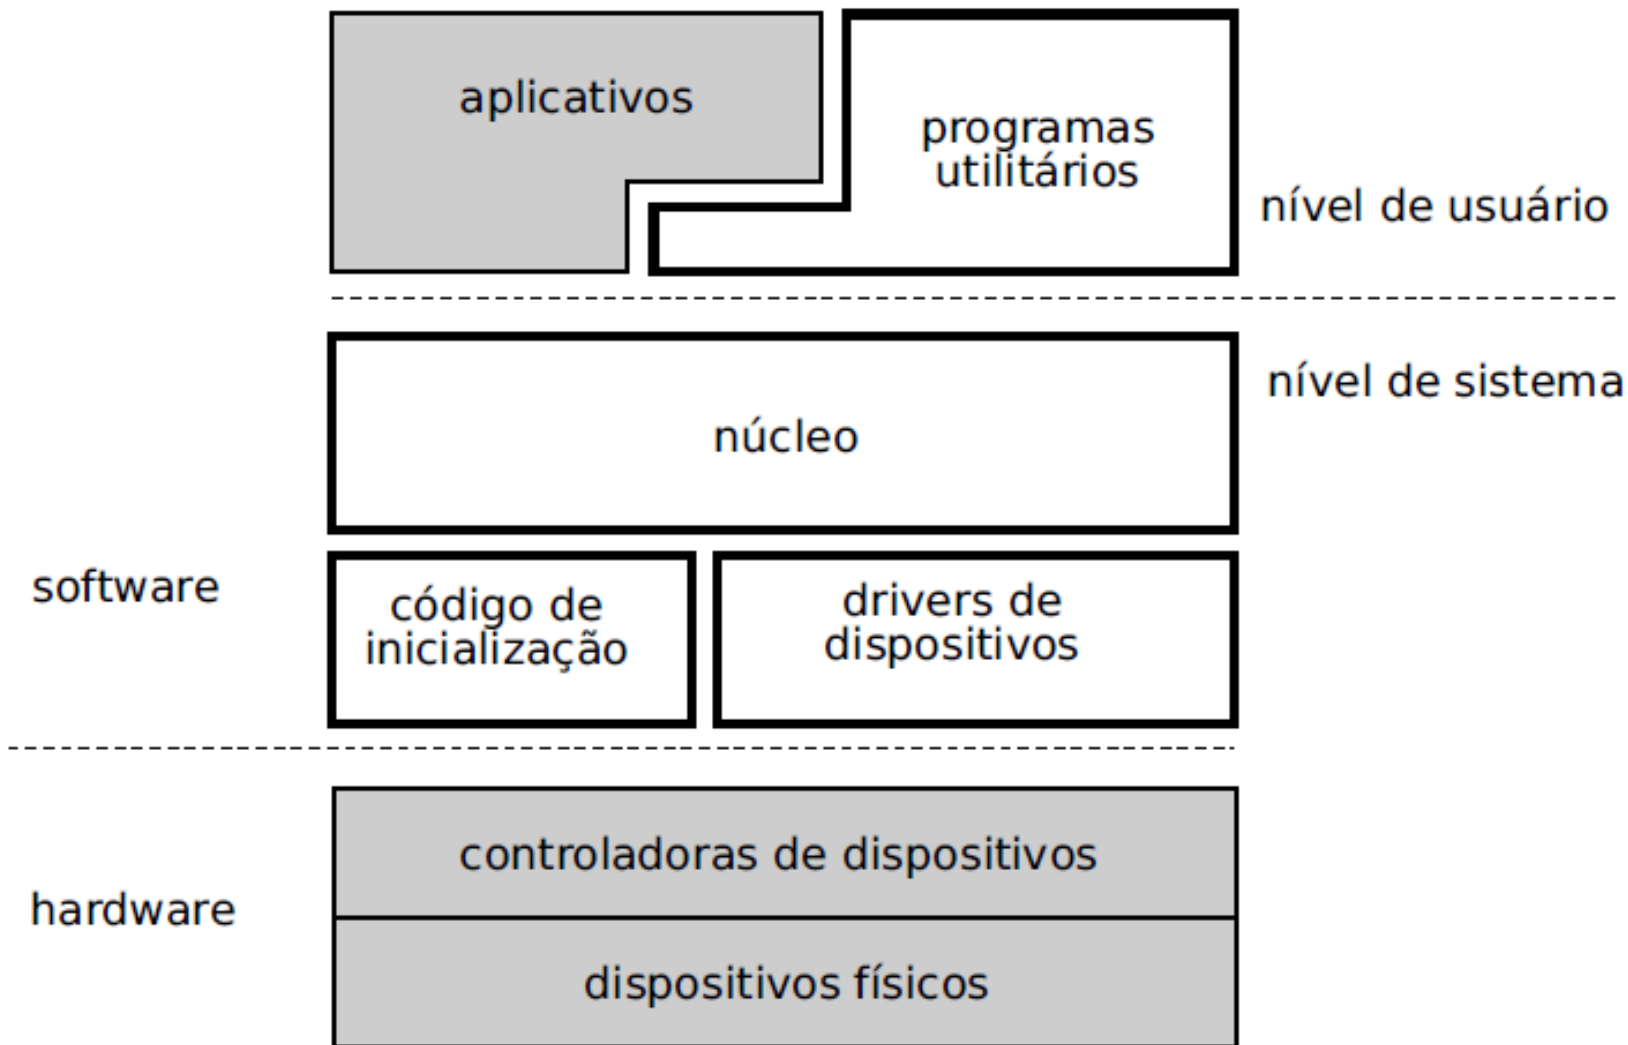 aplicativos
programas
utilitários
nível de usuário
nível de sistema
núcleo
software
código de
inicialização
drivers de
dispositivos
hardware
controladoras de dispositivos
dispositivos físicos